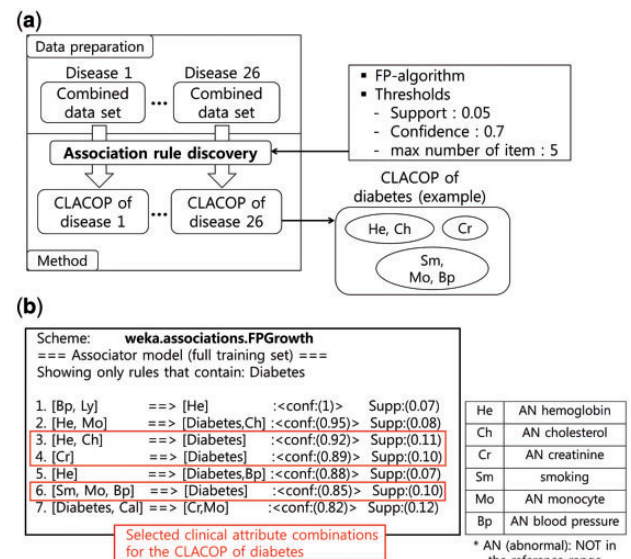 (a)
Data preparation
Disease 1 Disease 26
Combined data set ... Combined data set
Association rule discovery
CLACOP of disease 1 ... CLACOP of disease 26
Method
▪ FP-algorithm
▪ Thresholds
- Support : 0.05
- Confidence : 0.7
- max number of item : 5
CLACOP of
diabetes (example)
He, Ch Cr
Sm,
Mo, Bp
(b)
Scheme: weka.associations.FPGrowth
=== Associator model (full training set) ===
Showing only rules that contain: Diabetes
1. [Bp, Ly] ==> [He] :<conf:(1)> Supp:(0.07)
2. [He, Mo] ==> [Diabetes,Ch] :<conf:(0.95)> Supp:(0.08)
3. [He, Ch] ==> [Diabetes] :<conf:(0.92)> Supp:(0.11)
4. [Cr] ==> [Diabetes] :<conf:(0.89)> Supp:(0.10)
5. [He] ==> [Diabetes,Bp] :<conf:(0.88)> Supp:(0.07)
6. [Sm, Mo, Bp] ==> [Diabetes] :<conf:(0.85)> Supp:(0.10)
7. [Diabetes, Cal] ==> [Cr,Mo] :<conf:(0.82)> Supp:(0.12)
Selected clinical attribute combinations
for the CLACOP of diabetes
He AN hemoglobin
Ch AN cholesterol
Cr AN creatinine
Sm smoking
Mo AN monocyte
Bp AN blood pressure
* AN (abnormal): NOT in
the reference range